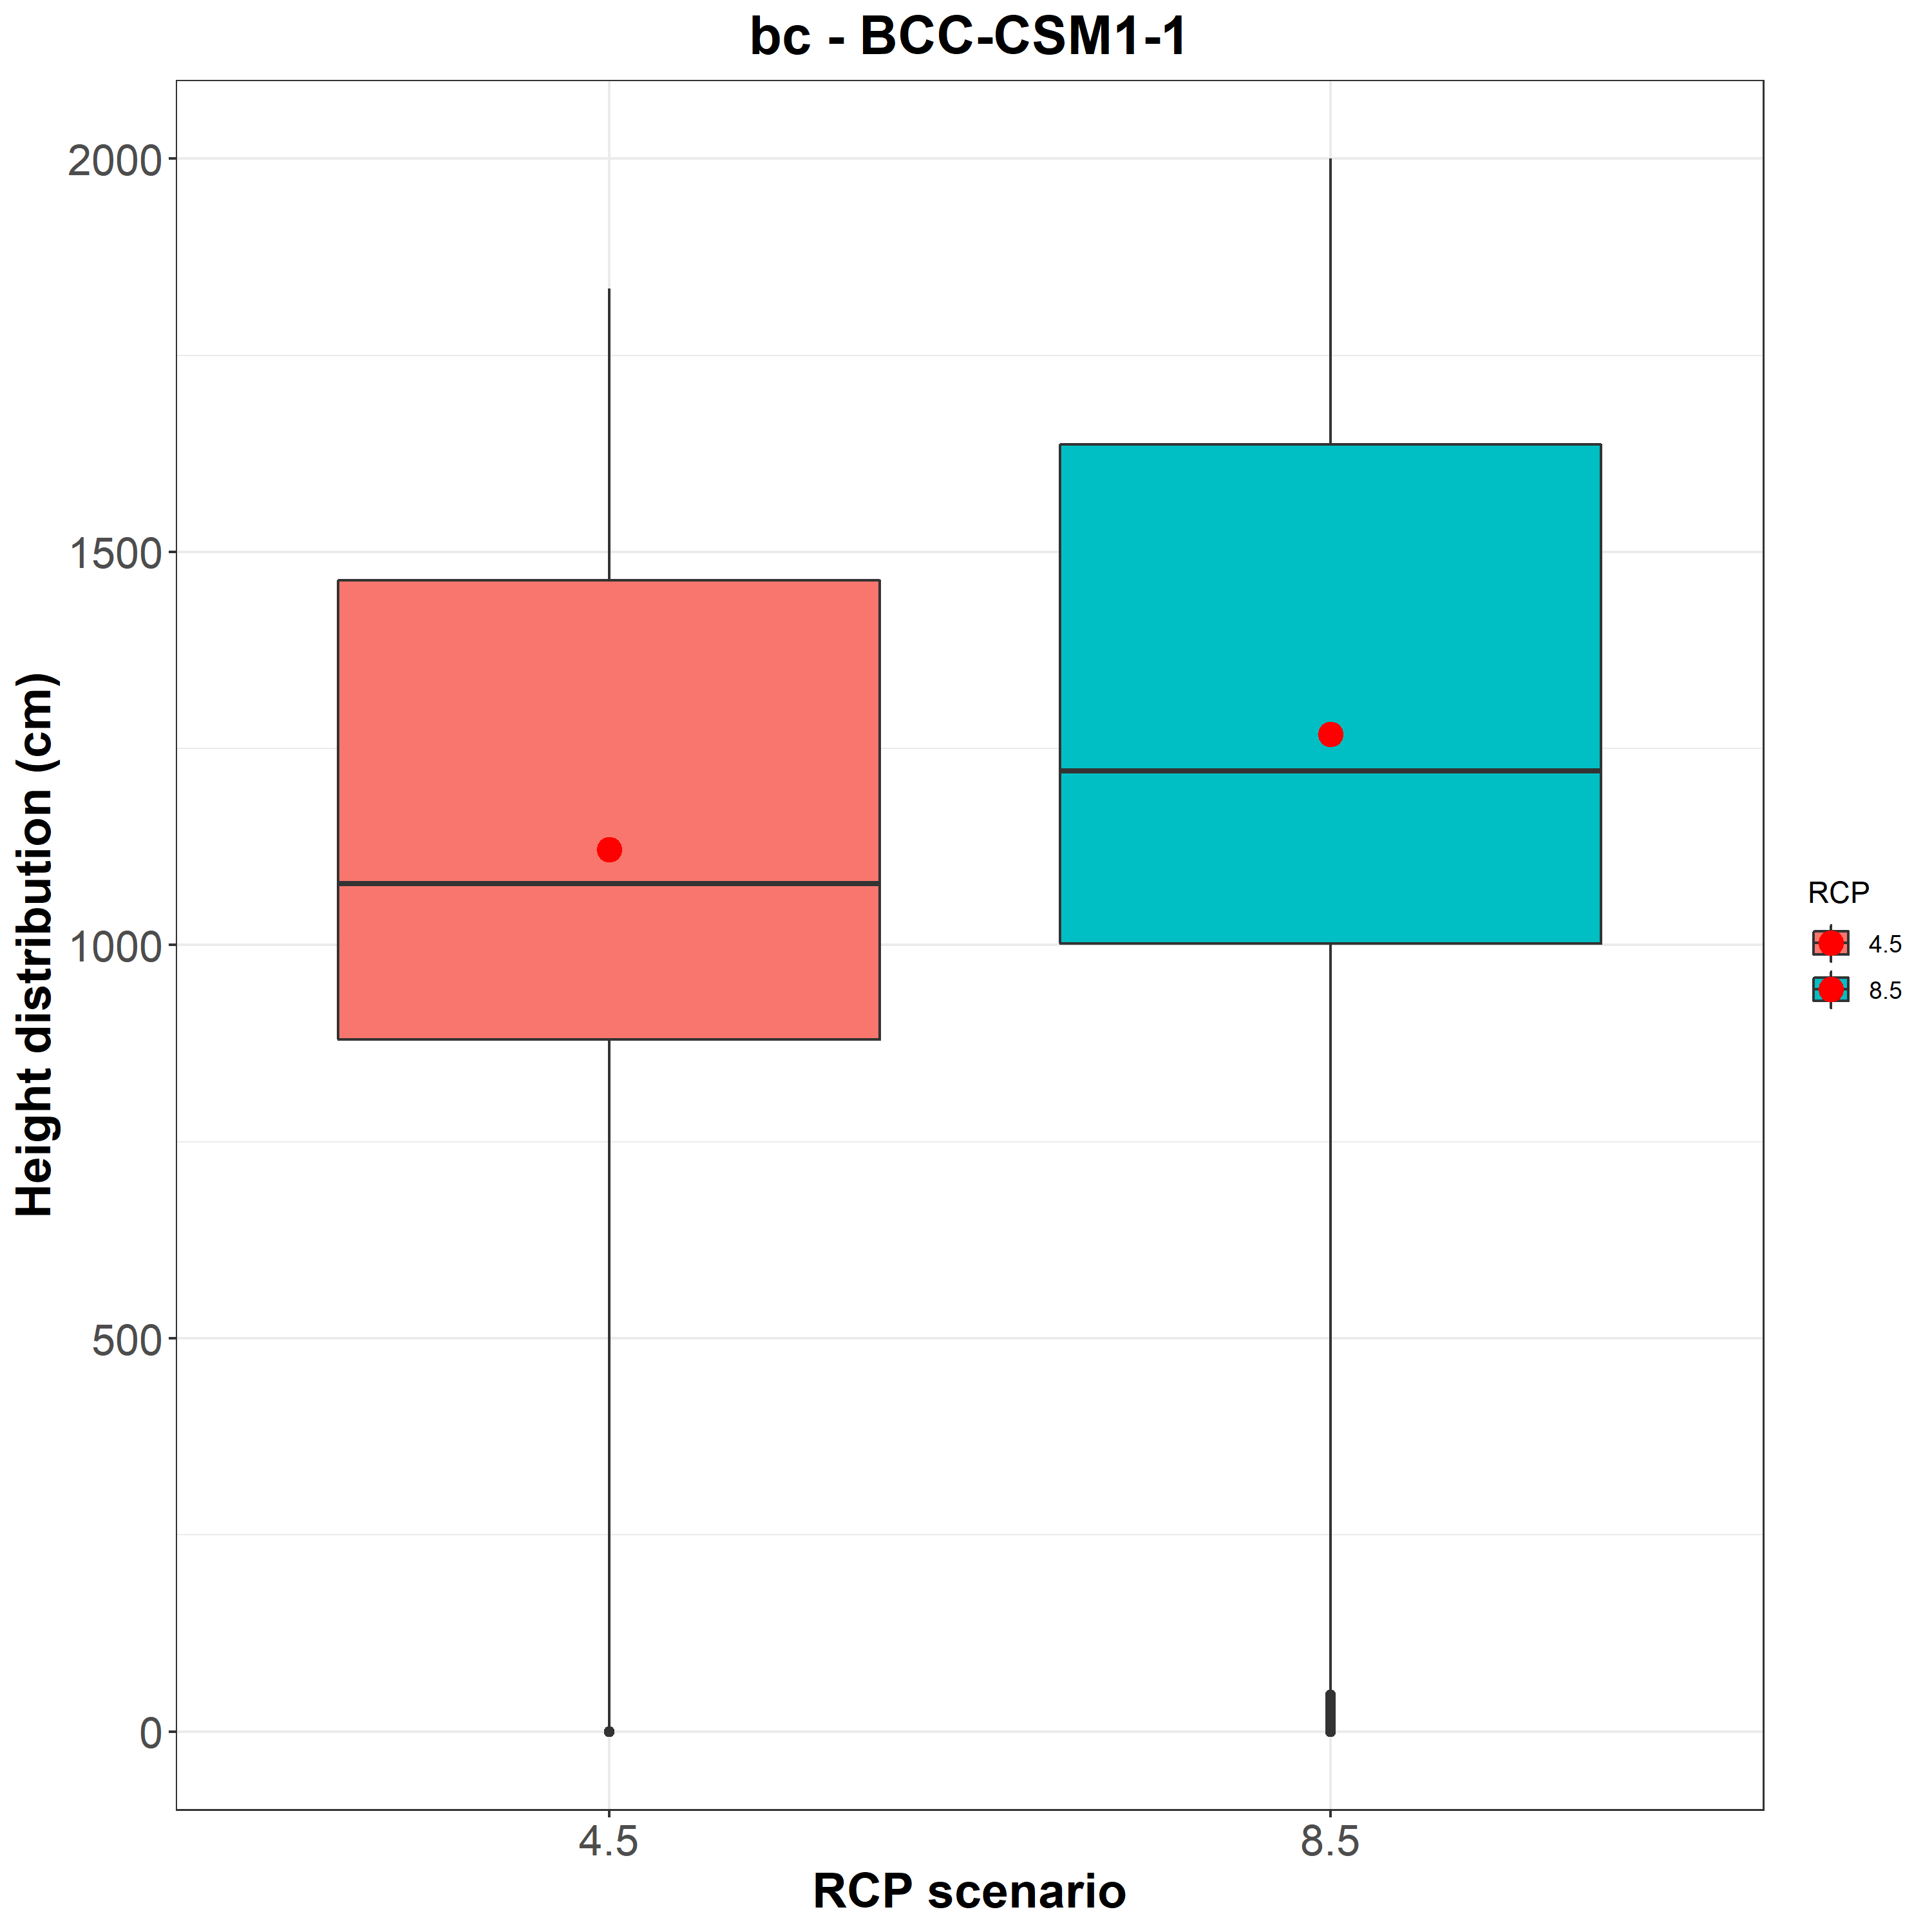 bc - BCC-CSM1-1
Height distribution (cm)
2000
1500
1000
500
0
4.5
8.5
RCP scenario
RCP
4.5
8.5